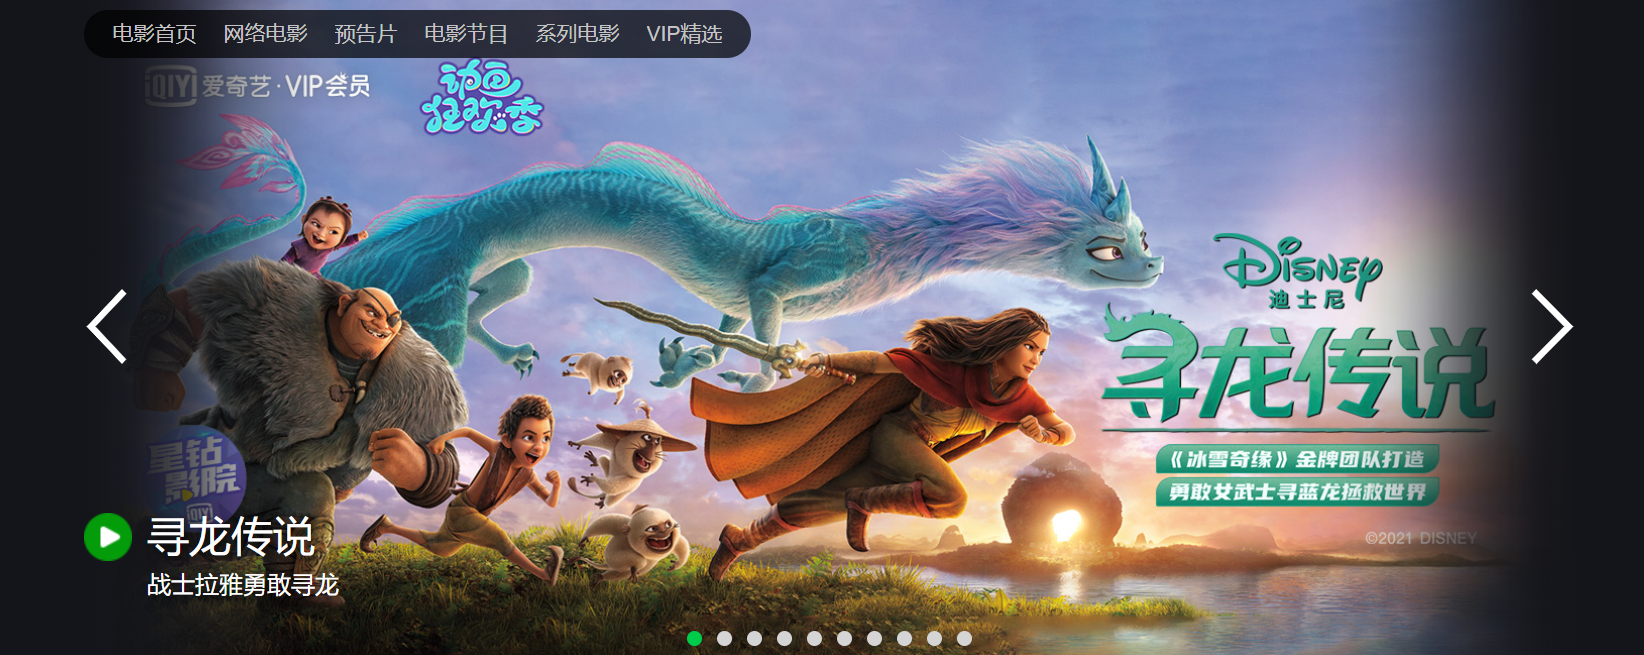 电影首页 网络电影 预告片 电影节目 系列电影 VIP精选
iQIYI 爱奇艺·VIP会员
动画
狂欢季
DISNEY
迪士尼
寻龙传说
《冰雪奇缘》金牌团队打造
勇敢女武士寻蓝龙拯救世界
©2021 DISNEY
星钻
影院
iQIYI
寻龙传说
战士拉雅勇敢寻龙